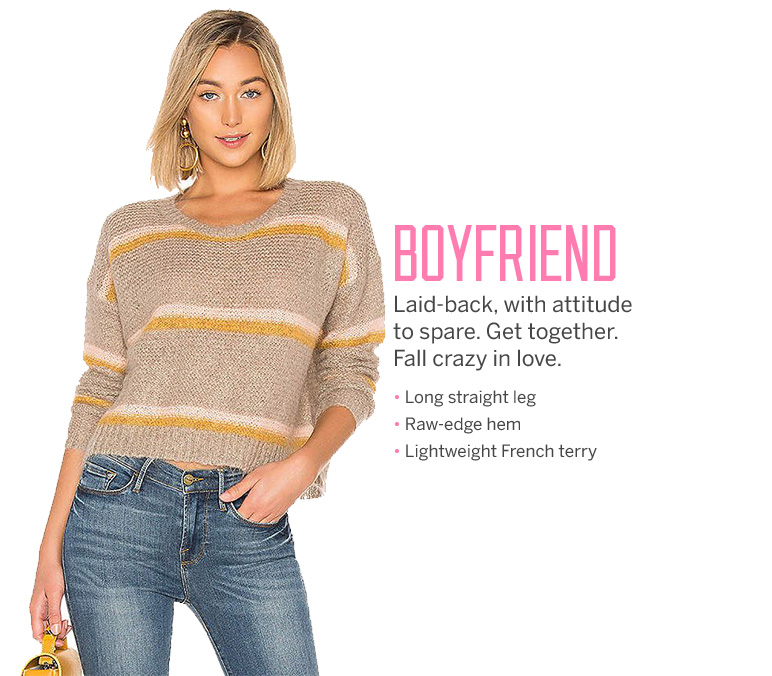 BOYFRIEND
Laid-back, with attitude
to spare. Get together.
Fall crazy in love.
• Long straight leg
• Raw-edge hem
• Lightweight French terry